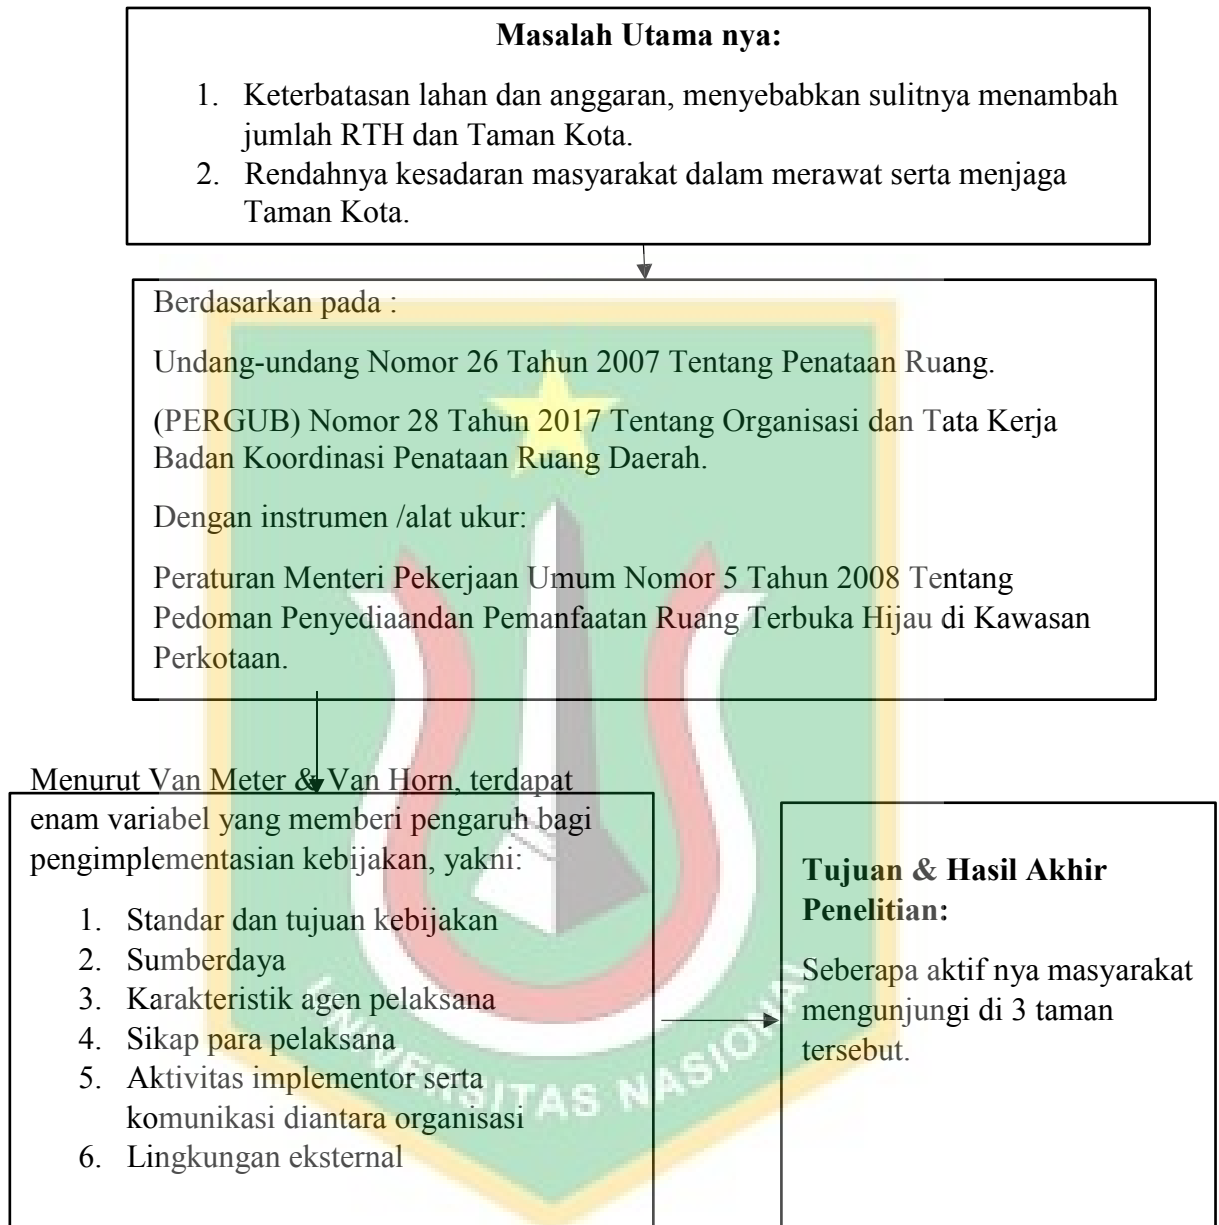 Masalah Utama nya:
1. Keterbatasan lahan dan anggaran, menyebabkan sulitnya menambah
jumlah RTH dan Taman Kota.
2. Rendahnya kesadaran masyarakat dalam merawat serta menjaga
Taman Kota.
Berdasarkan pada :
Undang-undang Nomor 26 Tahun 2007 Tentang Penataan Ruang.
(PERGUB) Nomor 28 Tahun 2017 Tentang Organisasi dan Tata Kerja
Badan Koordinasi Penataan Ruang Daerah.
Dengan instrumen /alat ukur:
Peraturan Menteri Pekerjaan Umum Nomor 5 Tahun 2008 Tentang
Pedoman Penyediaandan Pemanfaatan Ruang Terbuka Hijau di Kawasan
Perkotaan.
Menurut Van Meter & Van Horn, terdapat
enam variabel yang memberi pengaruh bagi
pengimplementasian kebijakan, yakni:
1. Standar dan tujuan kebijakan
2. Sumberdaya
3. Karakteristik agen pelaksana
4. Sikap para pelaksana
5. Aktivitas implementor serta
komunikasi diantara organisasi
6. Lingkungan eksternal
Tujuan & Hasil Akhir
Penelitian:
Seberapa aktif nya masyarakat
mengunjungi di 3 taman
tersebut.
UNIVERSITAS NASIONAL